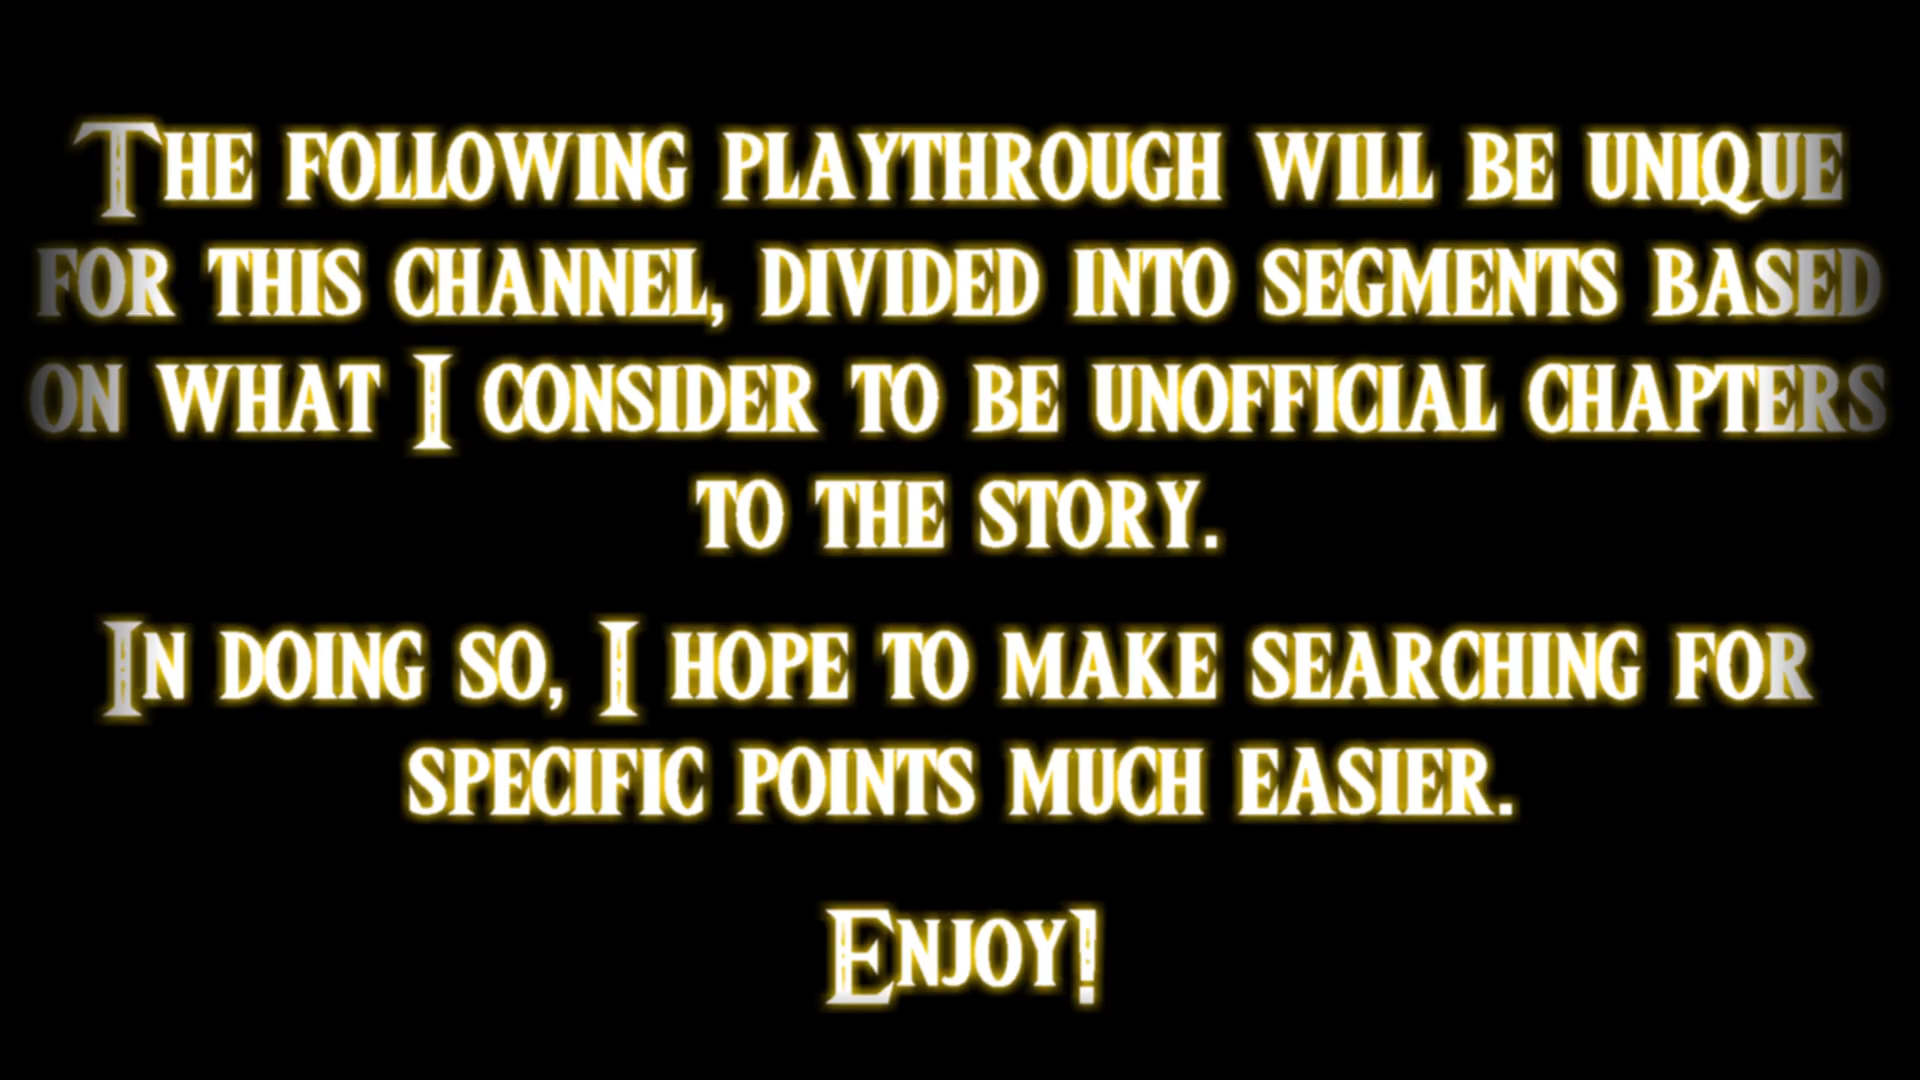 The following playthrough will be unique
for this channel, divided into segments based
on what I consider to be unofficial chapters
to the story.
In doing so, I hope to make searching for
specific points much easier.
Enjoy!